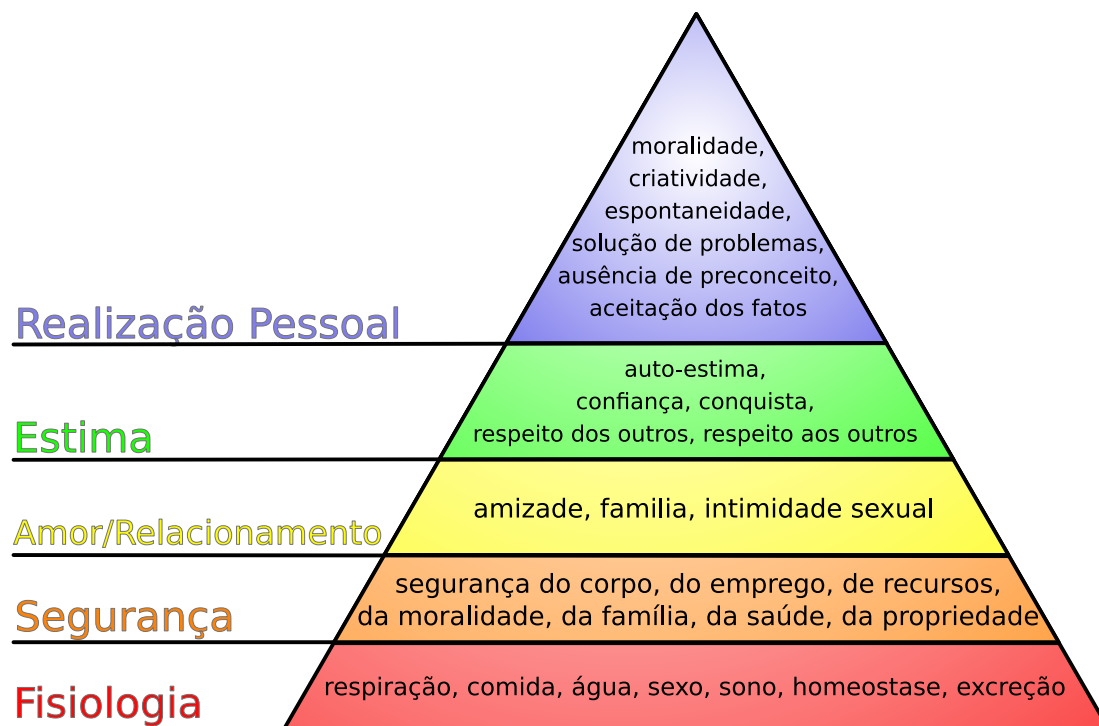 moralidade,
criatividade,
espontaneidade,
solução de problemas,
ausência de preconceito,
aceitação dos fatos
Realização Pessoal
auto-estima,
confiança, conquista,
respeito dos outros, respeito aos outros
Estima
amizade, familia, intimidade sexual
Amor/Relacionamento
segurança do corpo, do emprego, de recursos,
da moralidade, da família, da saúde, da propriedade
Segurança
respiração, comida, água, sexo, sono, homeostase, excreção
Fisiologia